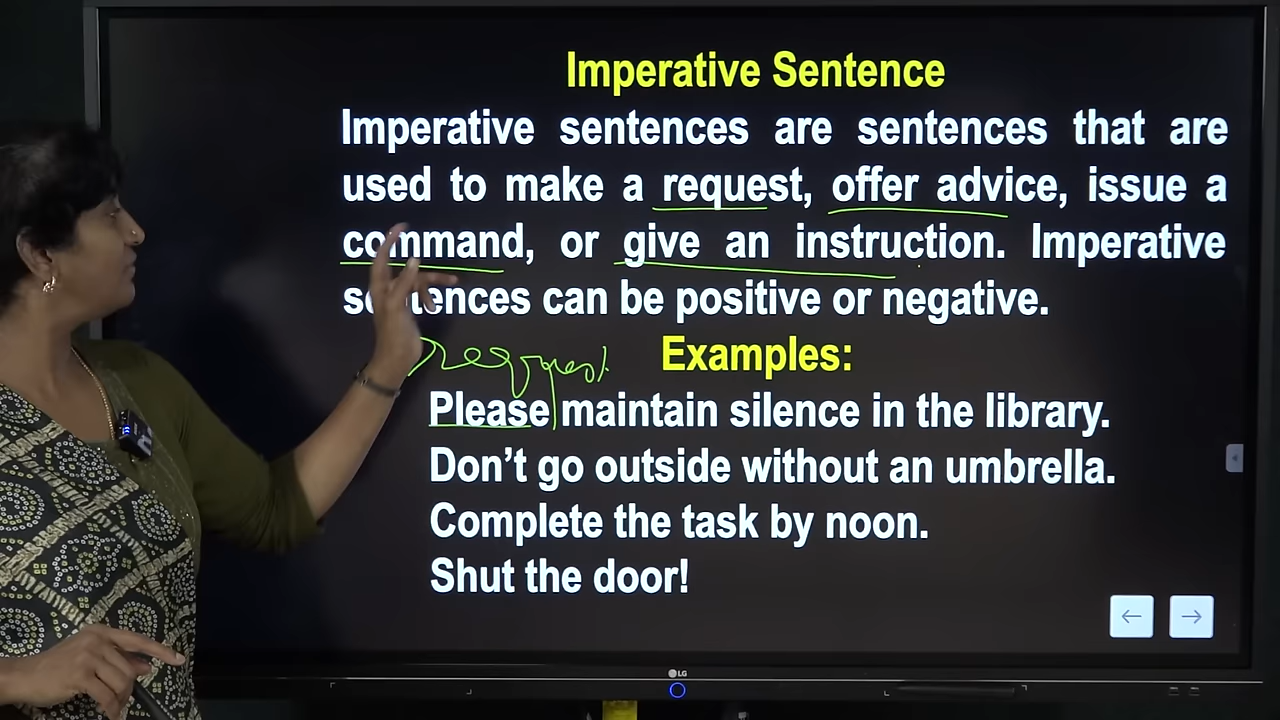 Imperative Sentence
Imperative sentences are sentences that are
used to make a request, offer advice, issue a
command, or give an instruction. Imperative
sentences can be positive or negative.
request
Examples:
Please maintain silence in the library.
Don't go outside without an umbrella.
Complete the task by noon.
Shut the door!
LG